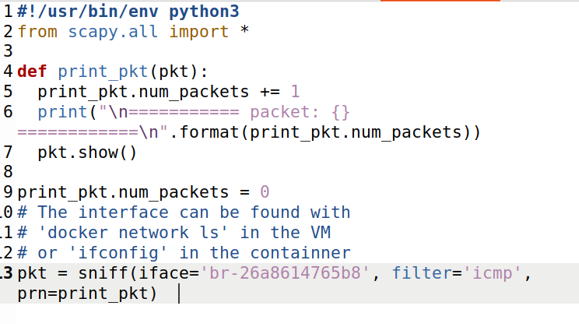 1 #!/usr/bin/env python3
2 from scapy.all import *
3
4 def print_pkt(pkt):
5   print_pkt.num_packets += 1
6   print("\n=========== packet: {}
============\n".format(print_pkt.num_packets))
7   pkt.show()
8
9 print_pkt.num_packets = 0
.0 # The interface can be found with
.1 # 'docker network ls' in the VM
.2 # or 'ifconfig' in the containner
.3 pkt = sniff(iface='br-26a8614765b8', filter='icmp',
prn=print_pkt)